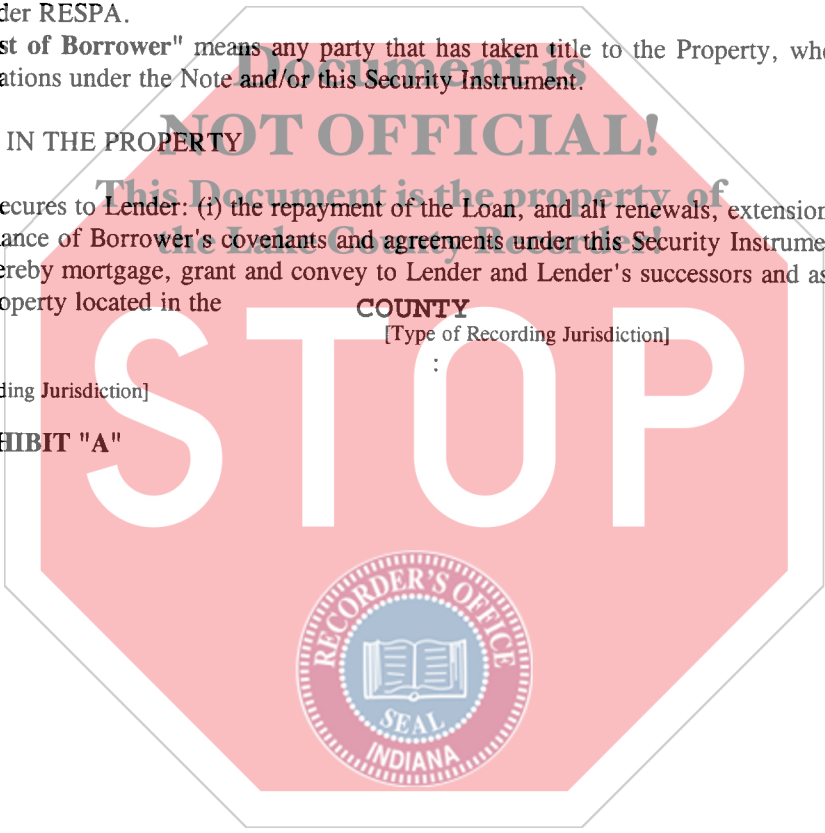 der RESPA.
st of Borrower" means any party that has taken title to the Property, who
ations under the Note and/or this Security Instrument.
Document is
NOT OFFICIAL!
IN THE PROPERTY
This Document is the property of
the Lake County Recorder!
ecures to Lender: (i) the repayment of the Loan, and all renewals, extension
ance of Borrower's covenants and agreements under this Security Instrume
ereby mortgage, grant and convey to Lender and Lender's successors and as
operty located in the COUNTY
[Type of Recording Jurisdiction]
:
ding Jurisdiction]
HIBIT "A"
STOP
RECORDER'S OFFICE
SEAL
INDIANA